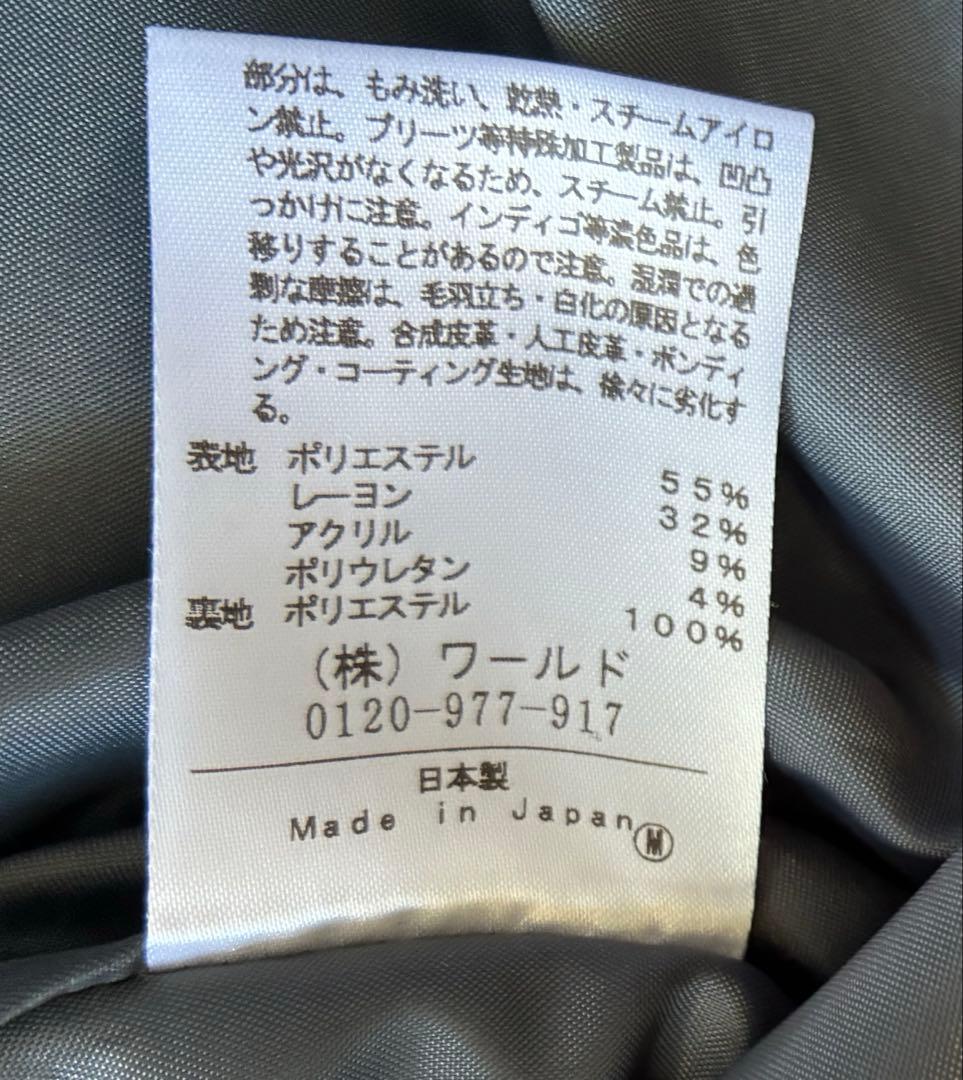 部分は、もみ洗い、乾熱・スチームアイロ
ン禁止。プリーツ等特殊加工製品は、凹凸
や光沢がなくなるため、スチーム禁止。引
っかけに注意。インディゴ等濃色品は、色
移りすることがあるので注意。湿潤での過
剰な摩擦は、毛羽立ち・白化の原因となる
ため注意。合成皮革・人工皮革・ボンディ
ング・コーティング生地は、徐々に劣化す
る。
表地 ポリエステル 55%
レーヨン 32%
アクリル 9%
ポリウレタン 4%
裏地 ポリエステル 100%
(株) ワールド
0120-977-917
日本製
Made in Japan Ⓜ